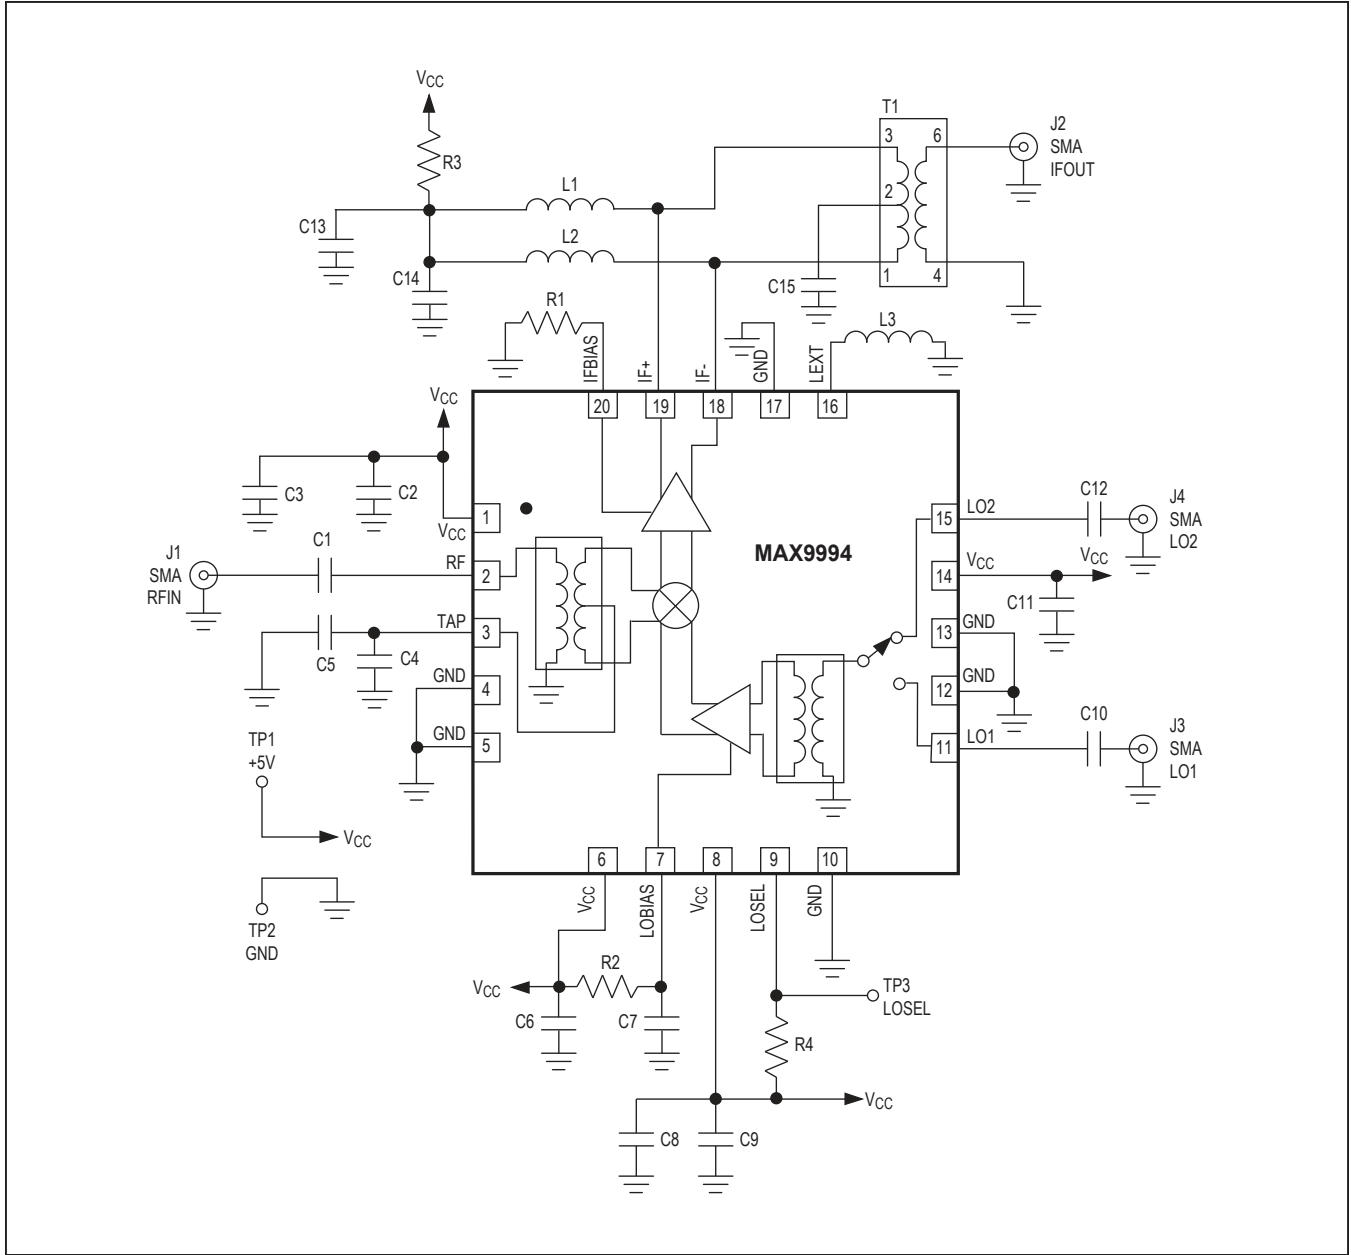 VCC
R3
C13
C14
L1
L2
T1
3
6
2
1
4
J2
SMA
IFOUT
C15
R1
L3
IFBIAS
IF+
IF-
GND
LEXT
20
19
18
17
16
VCC
C3
C2
1
VCC
J1
SMA
RFIN
C1
RF
2
TAP
3
C5
C4
GND
4
GND
5
MAX9994
15
LO2
C12
J4
SMA
LO2
14
VCC
VCC
C11
13
GND
12
GND
11
LO1
C10
J3
SMA
LO1
TP1
+5V
VCC
TP2
GND
6
7
8
9
10
VCC
LOBIAS
VCC
LOSEL
GND
VCC
R2
C6
C7
TP3
LOSEL
R4
VCC
C8
C9